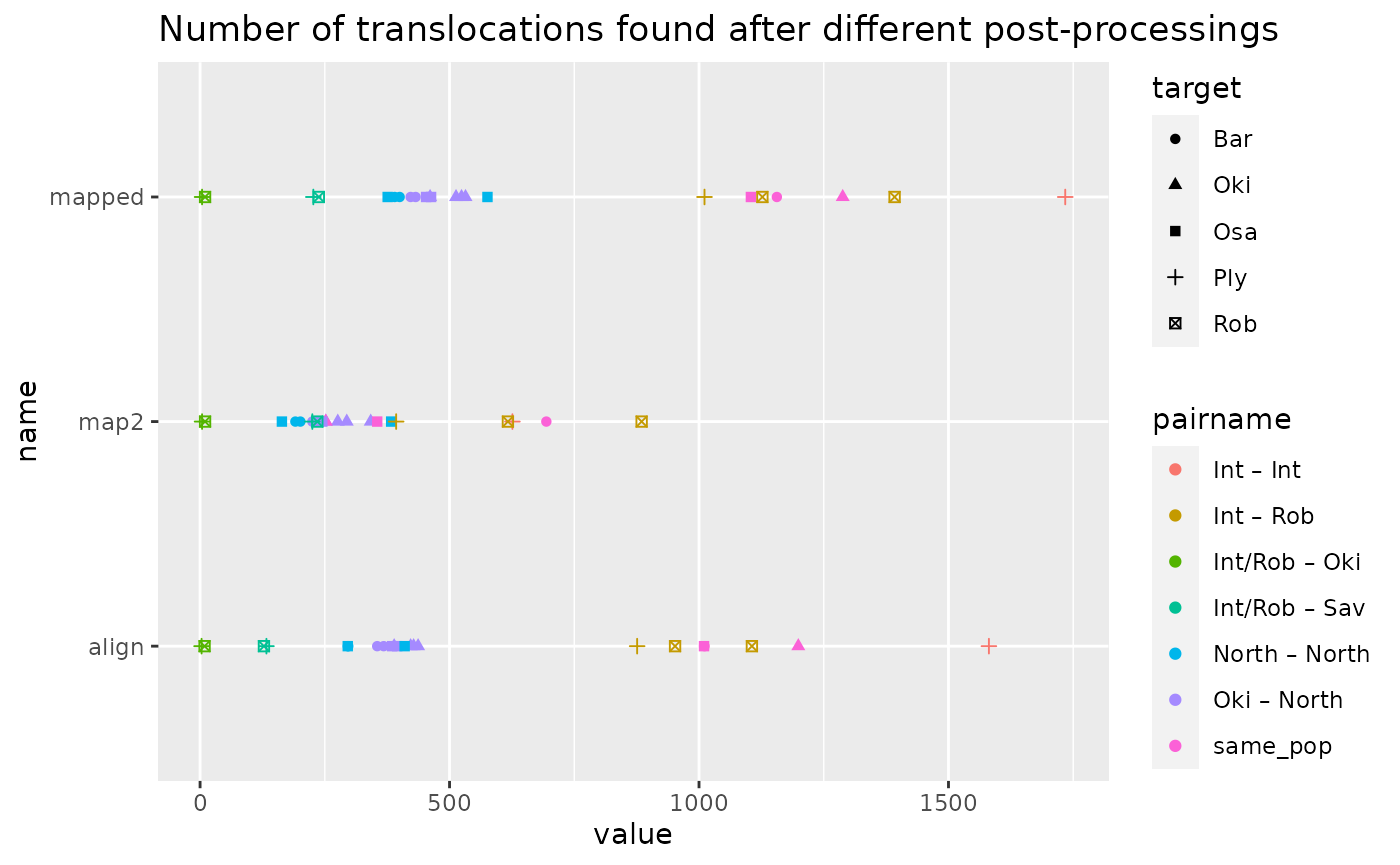 Number of translocations found after different post-processings
name
mapped
map2
align
0 500 1000 1500
value
target
Bar
Oki
Osa
Ply
Rob
pairname
Int – Int
Int – Rob
Int/Rob – Oki
Int/Rob – Sav
North – North
Oki – North
same_pop